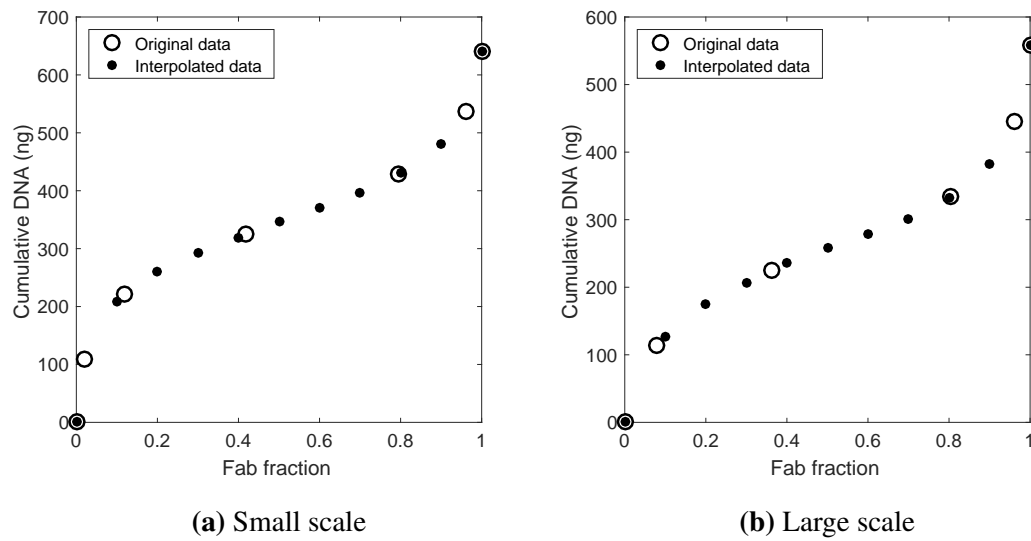 700
600
500
400
300
200
100
0
0
0.2
0.4
0.6
0.8
1
Cumulative DNA (ng)
Fab fraction
Original data
Interpolated data
(a) Small scale
600
500
400
300
200
100
0
0
0.2
0.4
0.6
0.8
1
Cumulative DNA (ng)
Fab fraction
Original data
Interpolated data
(b) Large scale